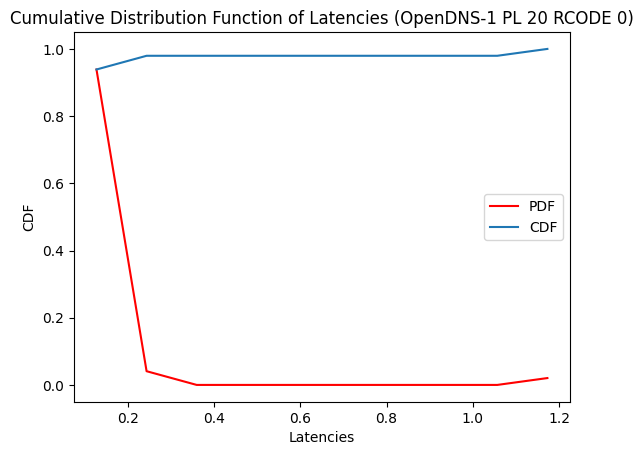 Cumulative Distribution Function of Latencies (OpenDNS-1 PL 20 RCODE 0)
1.0
0.8
0.6
0.4
0.2
0.0
CDF
PDF
CDF
0.2 0.4 0.6 0.8 1.0 1.2
Latencies